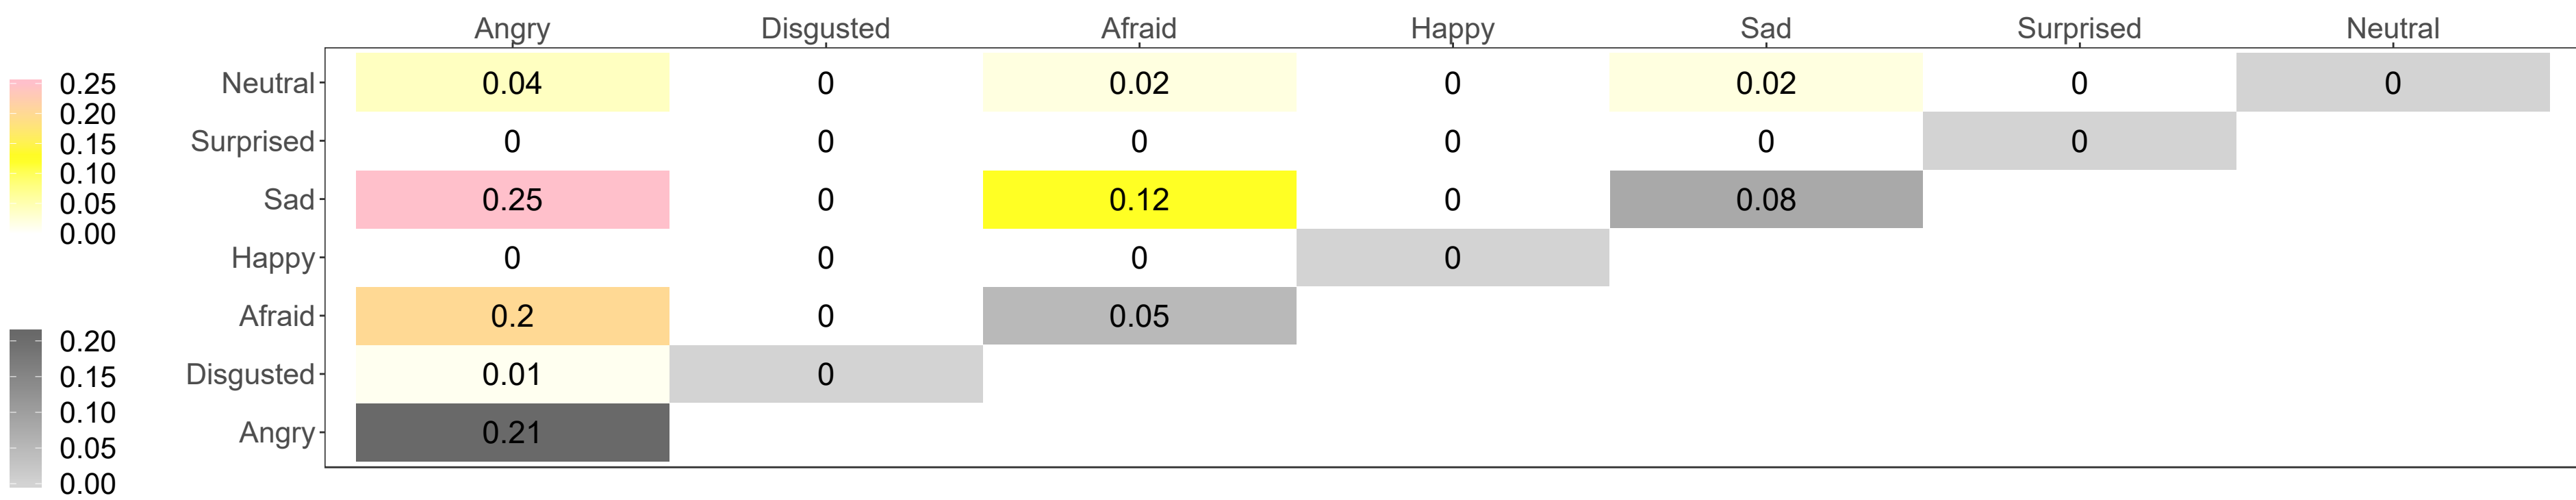 Angry Disgusted Afraid Happy Sad Surprised Neutral
Neutral 0.04 0 0.02 0 0.02 0 0
Surprised 0 0 0 0 0 0
Sad 0.25 0 0.12 0 0.08
Happy 0 0 0 0
Afraid 0.2 0 0.05
Disgusted 0.01 0
Angry 0.21
0.25
0.20
0.15
0.10
0.05
0.00
0.20
0.15
0.10
0.05
0.00